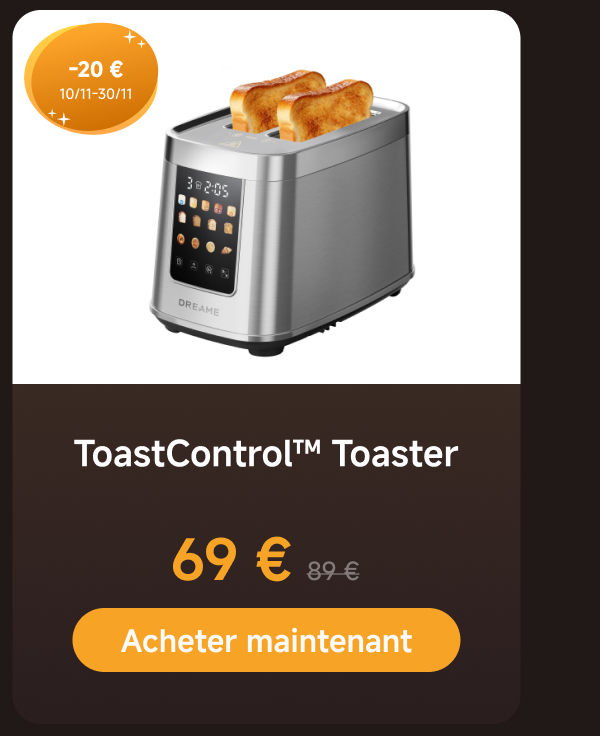 -20 €
10/11-30/11
3 2:05
DREAME
ToastControl™ Toaster
69 € 89 €
Acheter maintenant